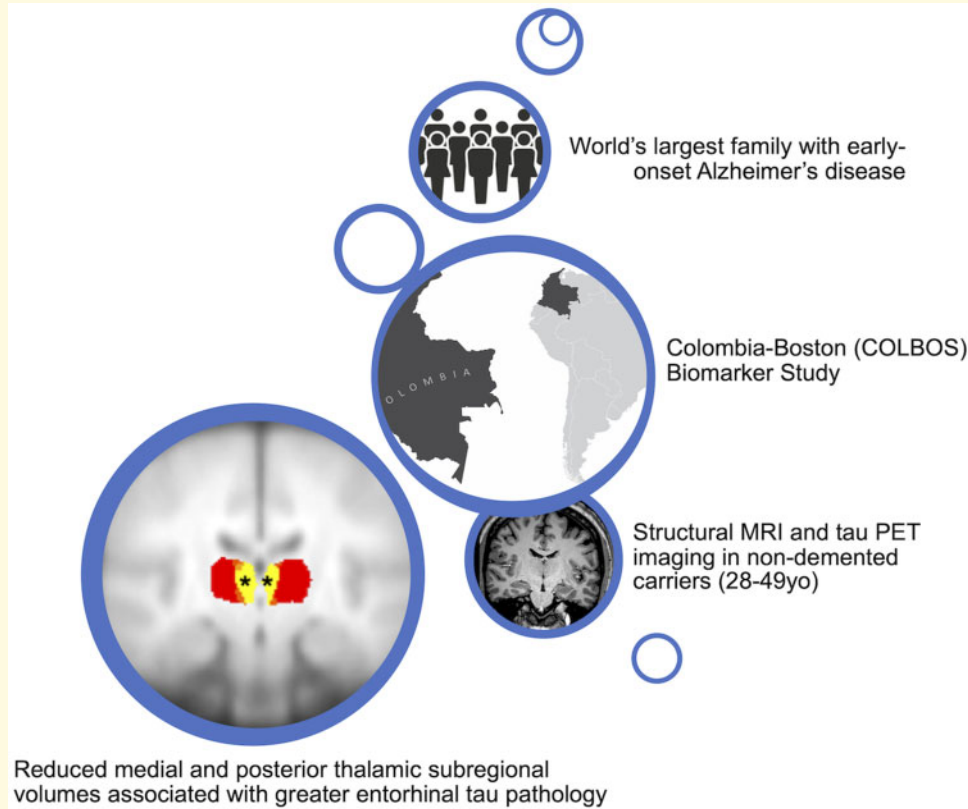 World's largest family with early-
onset Alzheimer's disease
OLOMBIA
Colombia-Boston (COLBOS)
Biomarker Study
Structural MRI and tau PET
imaging in non-demented
carriers (28-49yo)
* *
Reduced medial and posterior thalamic subregional
volumes associated with greater entorhinal tau pathology